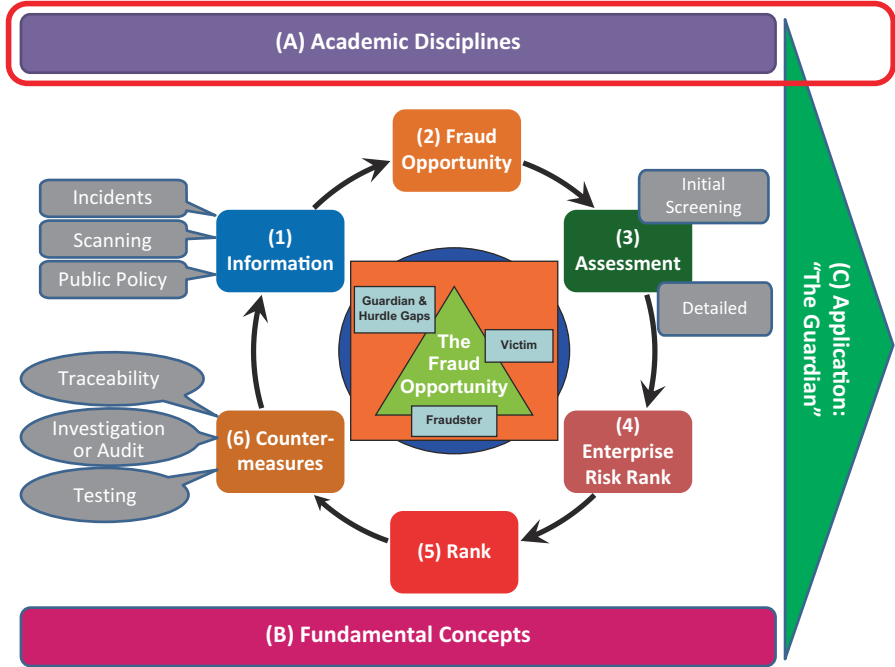 (A) Academic Disciplines
(2) Fraud
Opportunity
Initial
Screening
Incidents
Scanning
Public Policy
(1)
Information
(3)
Assessment
Detailed
Guardian &
Hurdle Gaps
Victim
The
Fraud
Opportunity
Fraudster
(C) Application:
"The Guardian"
Traceability
Investigation
or Audit
Testing
(6) Counter-
measures
(4)
Enterprise
Risk Rank
(5) Rank
(B) Fundamental Concepts